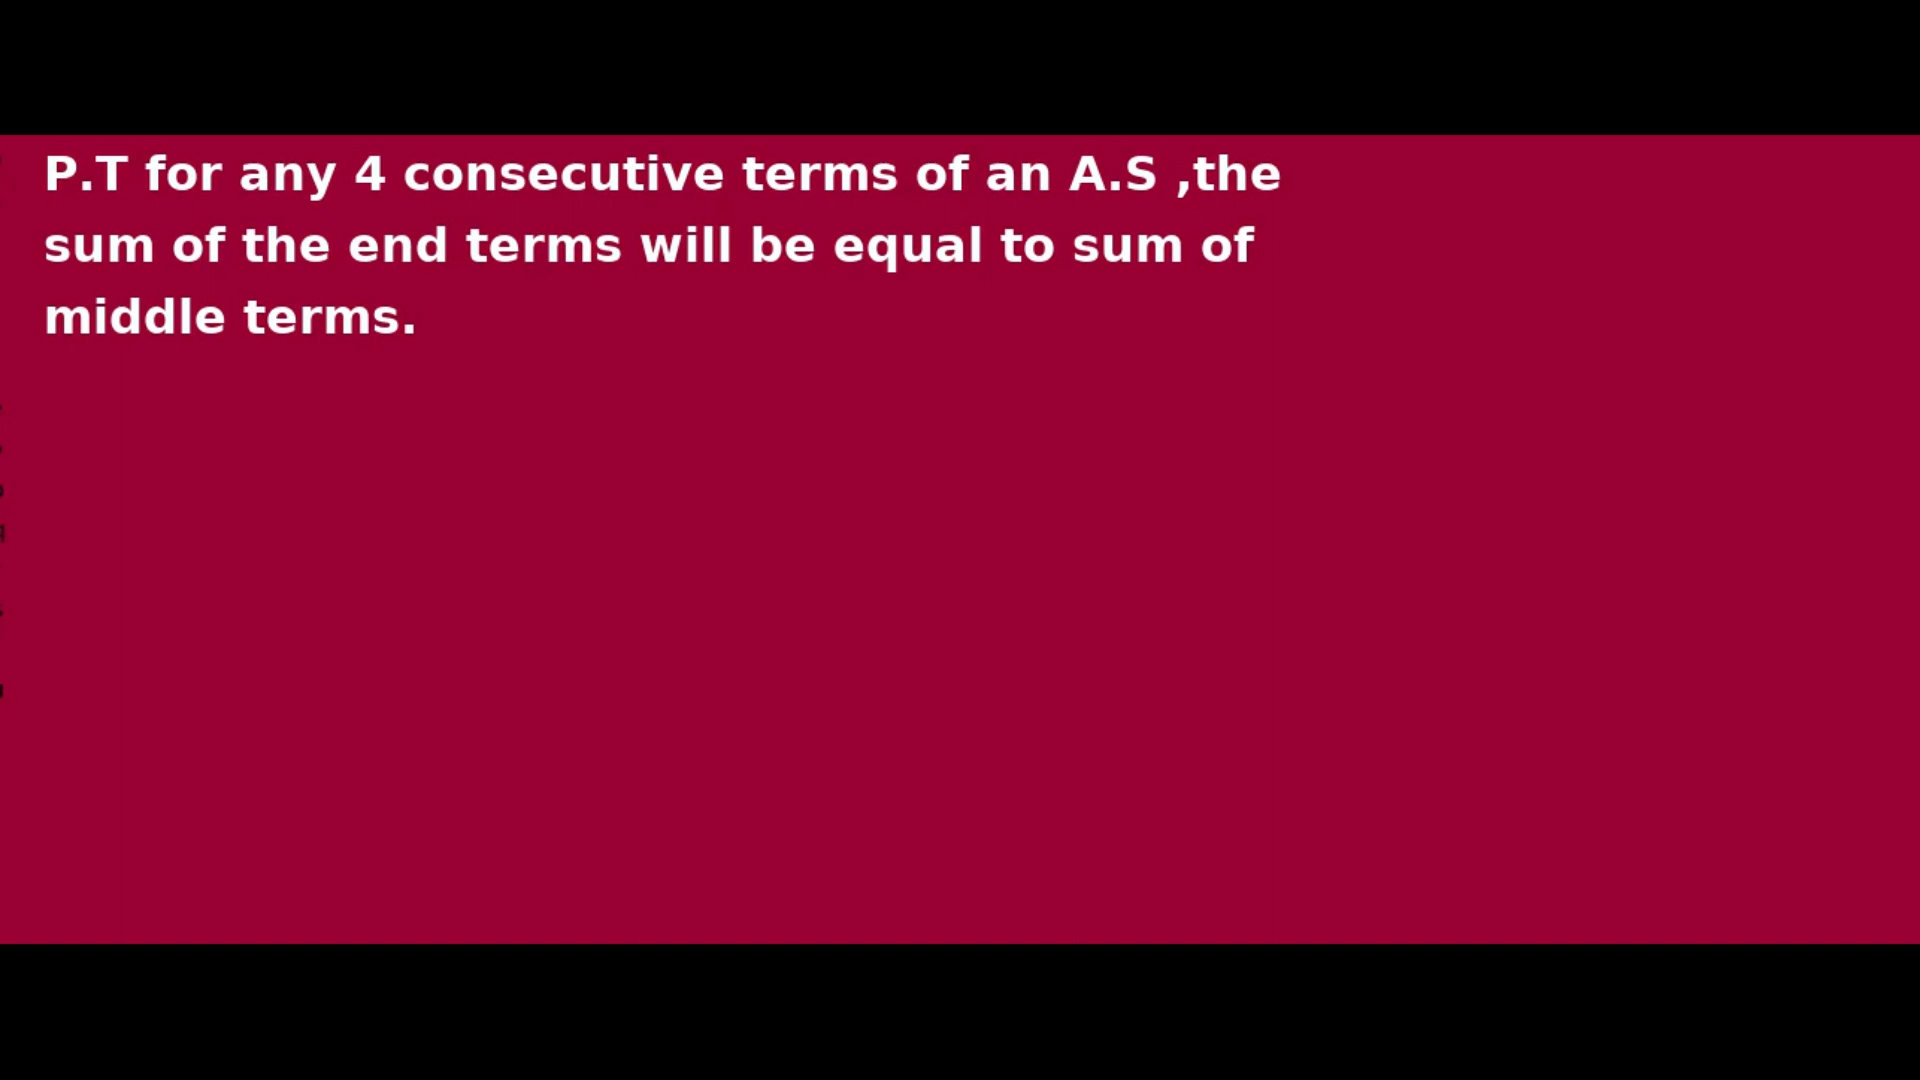 P.T for any 4 consecutive terms of an A.S ,the
sum of the end terms will be equal to sum of
middle terms.